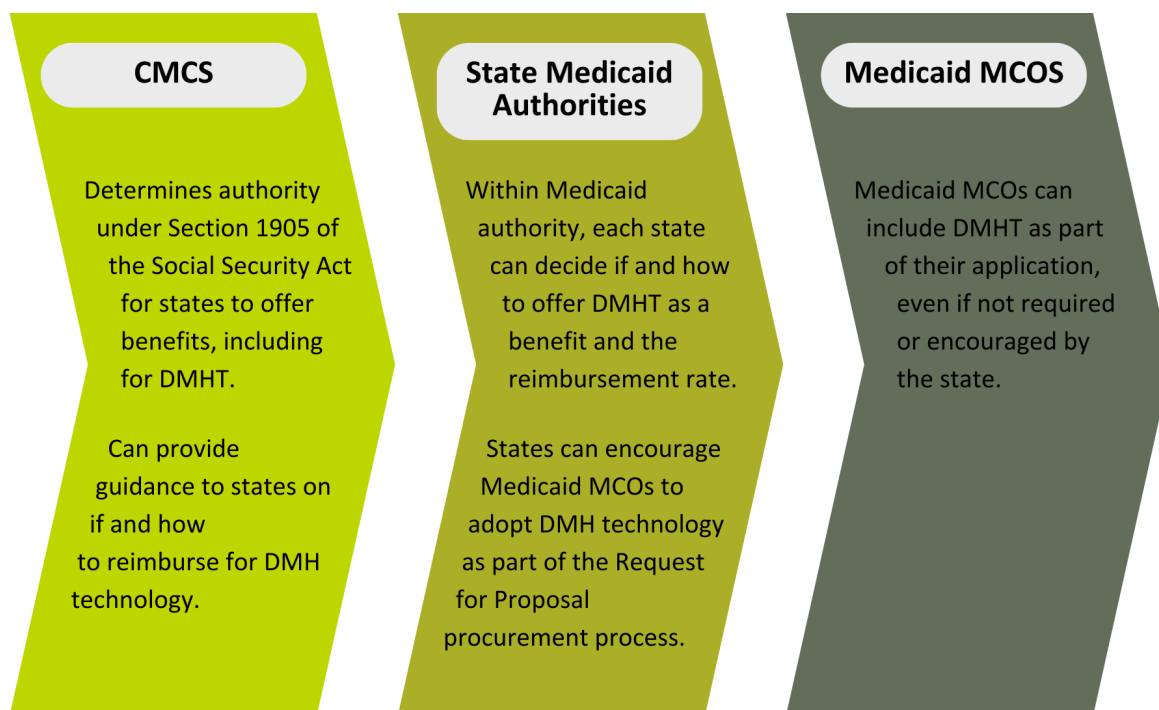 CMCS
Determines authority
under Section 1905 of
the Social Security Act
for states to offer
benefits, including
for DMHT.
Can provide
guidance to states on
if and how
to reimburse for DMH
technology.
State Medicaid
Authorities
Within Medicaid
authority, each state
can decide if and how
to offer DMHT as a
benefit and the
reimbursement rate.
States can encourage
Medicaid MCOs to
adopt DMH technology
as part of the Request
for Proposal
procurement process.
Medicaid MCOS
Medicaid MCOs can
include DMHT as part
of their application,
even if not required
or encouraged by
the state.